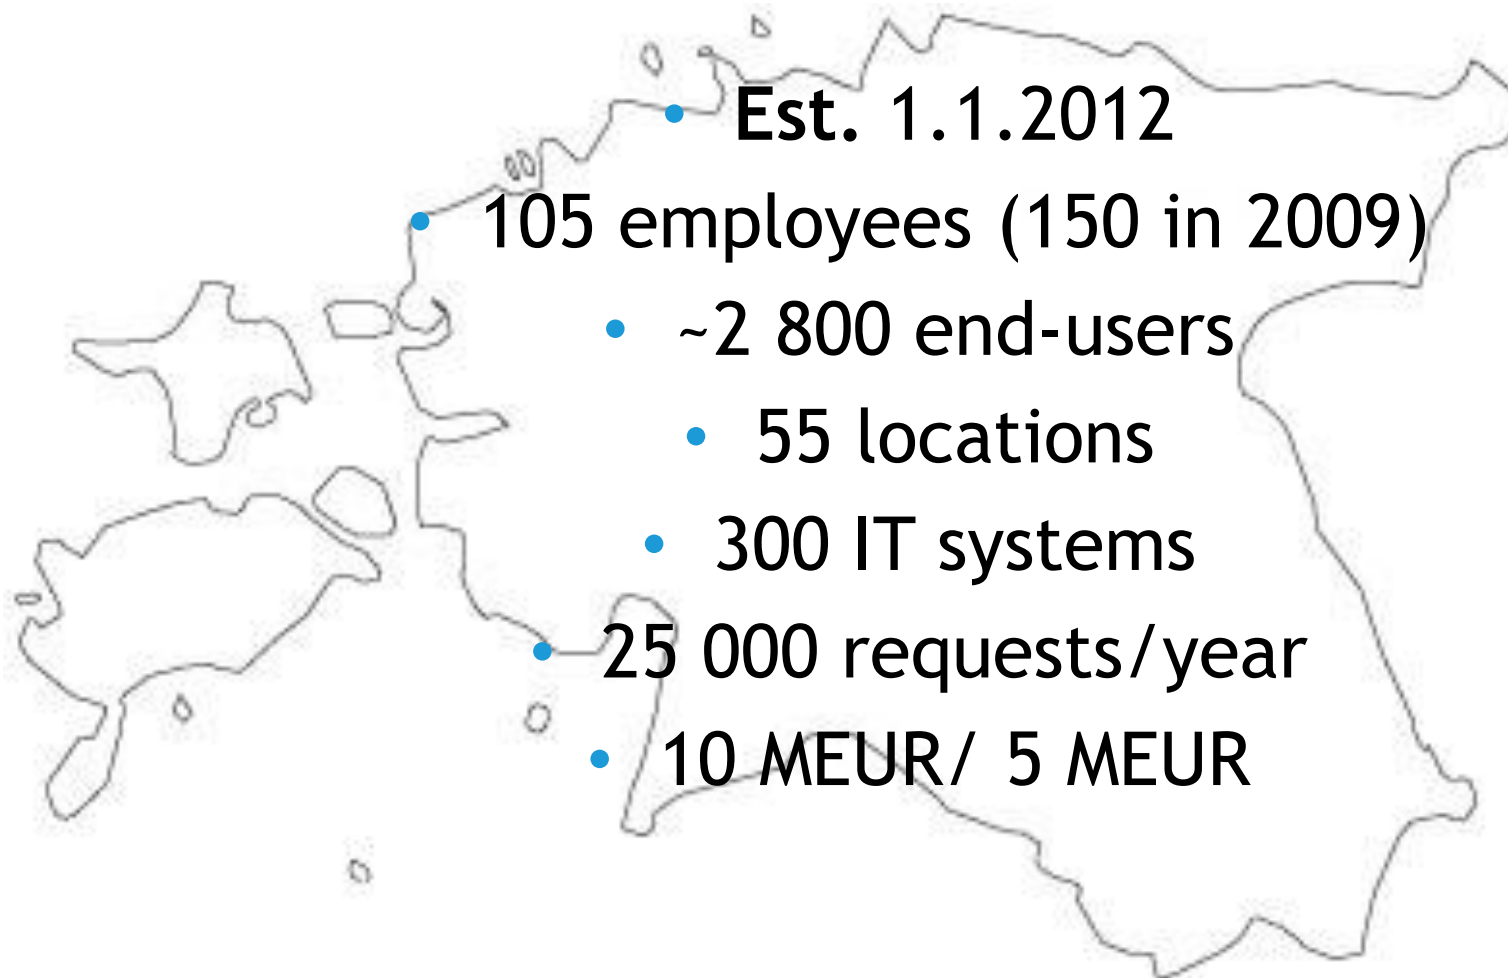 • Est. 1.1.2012
• 105 employees (150 in 2009)
• ~2 800 end-users
• 55 locations
• 300 IT systems
• 25 000 requests/year
• 10 MEUR/ 5 MEUR